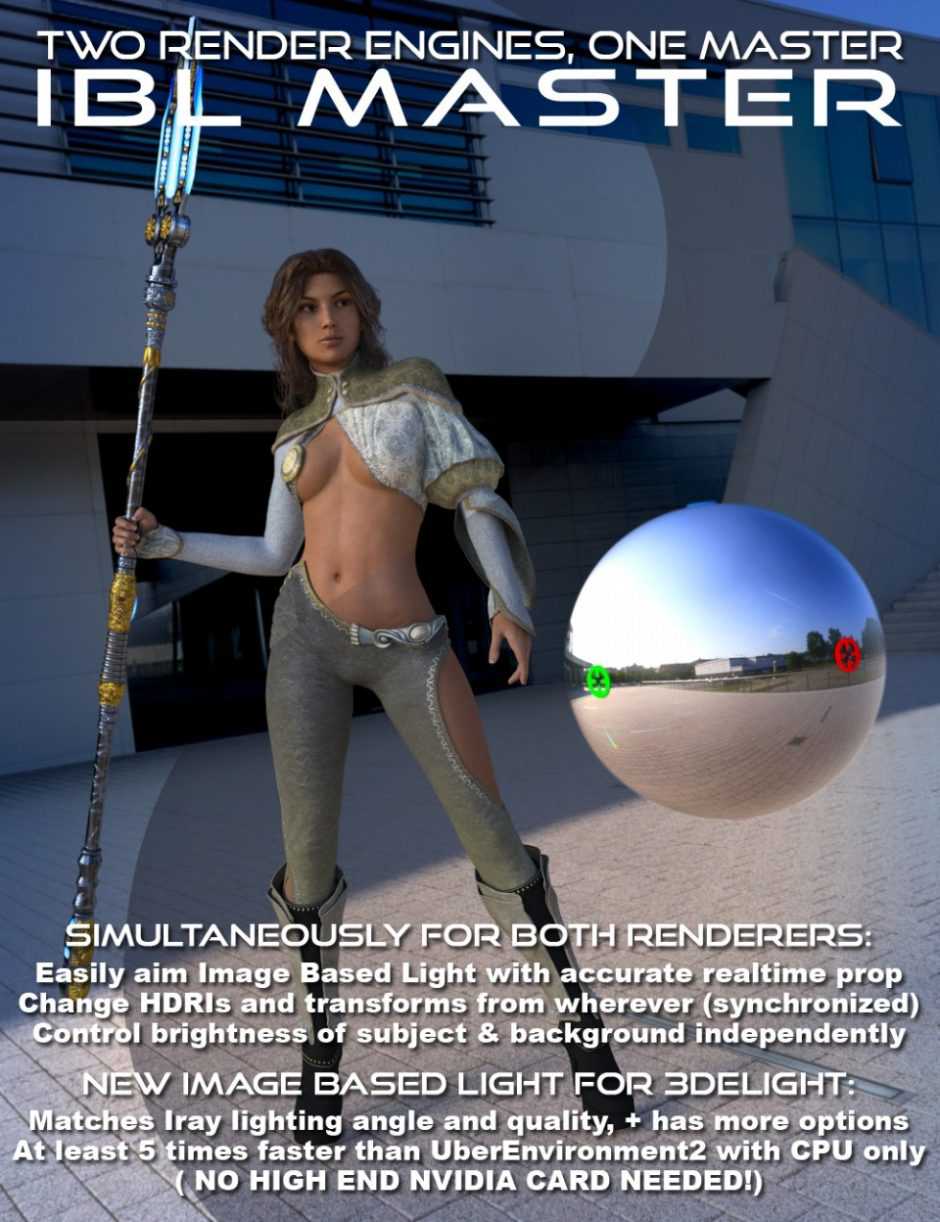 TWO RENDER ENGINES, ONE MASTER
IBL MASTER
SIMULTANEOUSLY FOR BOTH RENDERERS:
Easily aim Image Based Light with accurate realtime prop
Change HDRIs and transforms from wherever (synchronized)
Control brightness of subject & background independently
NEW IMAGE BASED LIGHT FOR 3DELIGHT:
Matches Iray lighting angle and quality, + has more options
At least 5 times faster than UberEnvironment2 with CPU only
( NO HIGH END NVIDIA CARD NEEDED!)